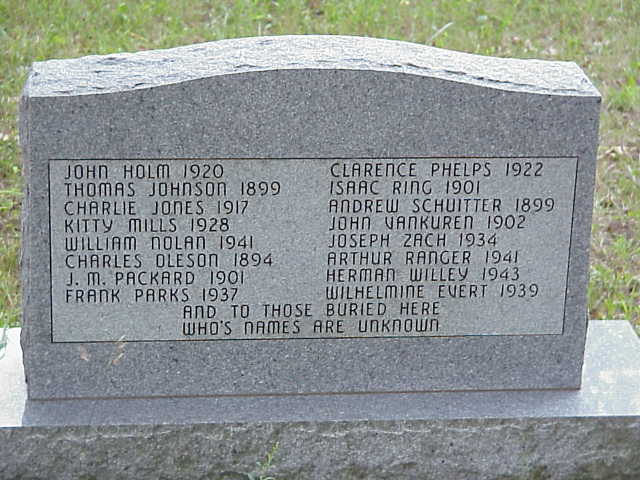 JOHN HOLM 1920
THOMAS JOHNSON 1899
CHARLIE JONES 1917
KITTY MILLS 1928
WILLIAM NOLAN 1941
CHARLES OLESON 1894
J. M. PACKARD 1901
FRANK PARKS 1937
CLARENCE PHELPS 1922
ISAAC RING 1901
ANDREW SCHUITTER 1899
JOHN VANKUREN 1902
JOSEPH ZACH 1934
ARTHUR RANGER 1941
HERMAN WILLEY 1943
WILHELMINE EVERT 1939
AND TO THOSE BURIED HERE
WHO'S NAMES ARE UNKNOWN